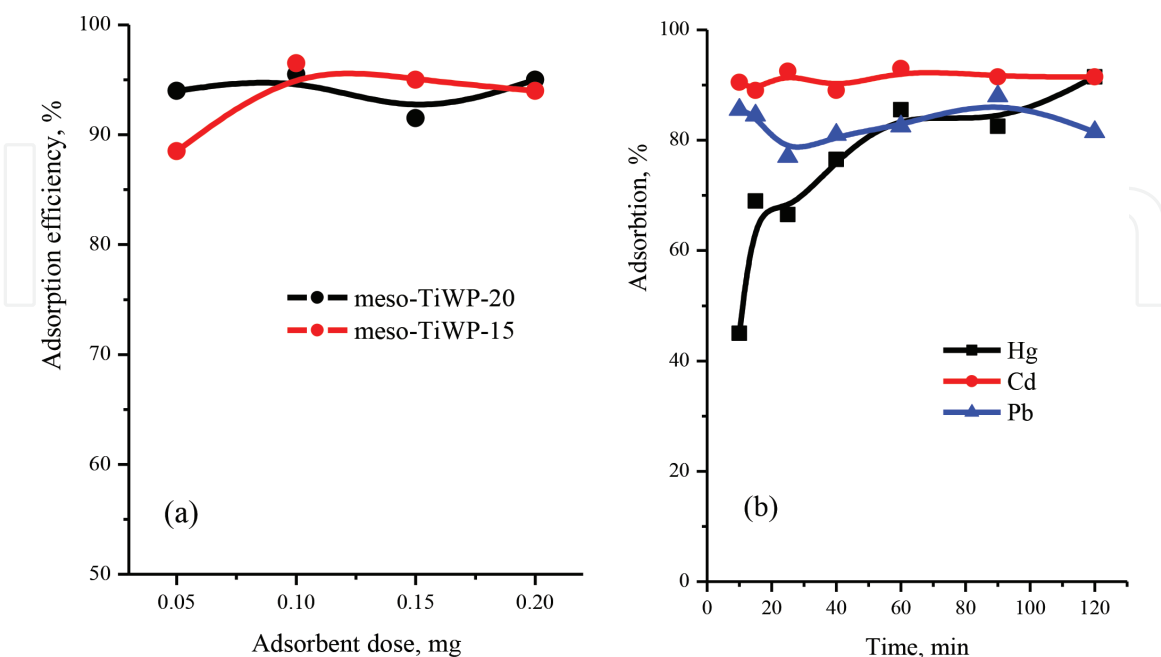 100
90
80
70
60
50
Adsorption efficiency, %
meso-TiWP-20
meso-TiWP-15
(a)
0.05 0.10 0.15 0.20
Adsorbent dose, mg
100
80
60
40
20
0
Adsorbtion, %
Hg
Cd
Pb
(b)
0 20 40 60 80 100 120
Time, min